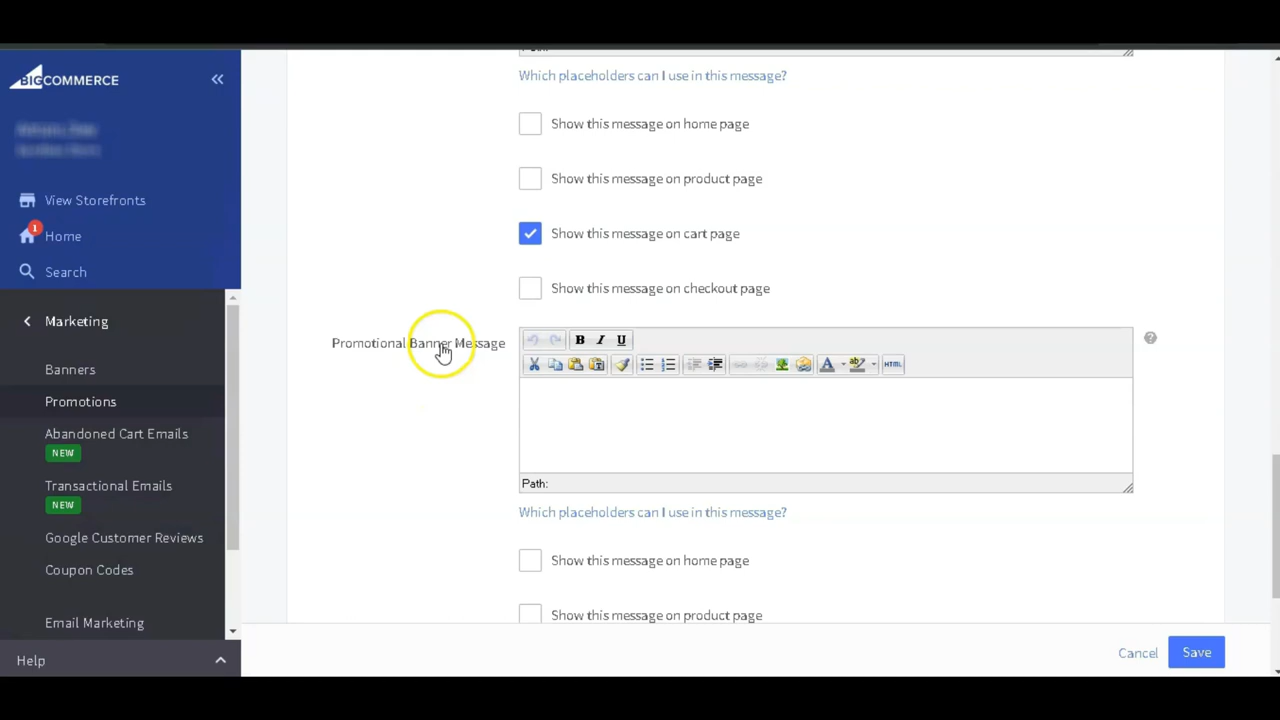 BIGCOMMERCE
View Storefronts
1
Home
Search
Marketing
Banners
Promotions
Abandoned Cart Emails
NEW
Transactional Emails
NEW
Google Customer Reviews
Coupon Codes
Email Marketing
Help
Which placeholders can I use in this message?
Show this message on home page
Show this message on product page
Show this message on cart page
Show this message on checkout page
Promotional Banner Message
B I U
A ab HTML
Path:
Which placeholders can I use in this message?
Show this message on home page
Show this message on product page
Cancel Save